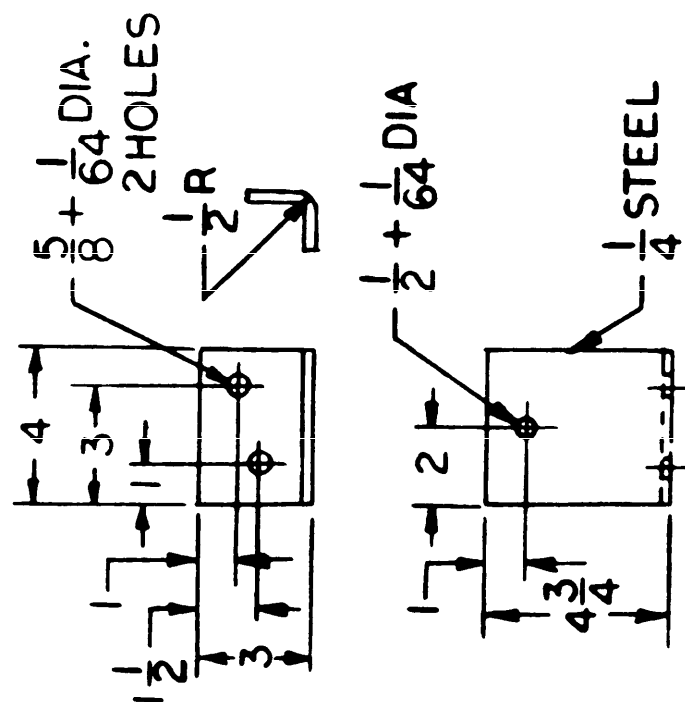 5/8 + 1/64 DIA.
2 HOLES
1/2 R
4
3
1
1
1 1/2
3
1/2 + 1/64 DIA
2
1
4 3/4
1/4 STEEL